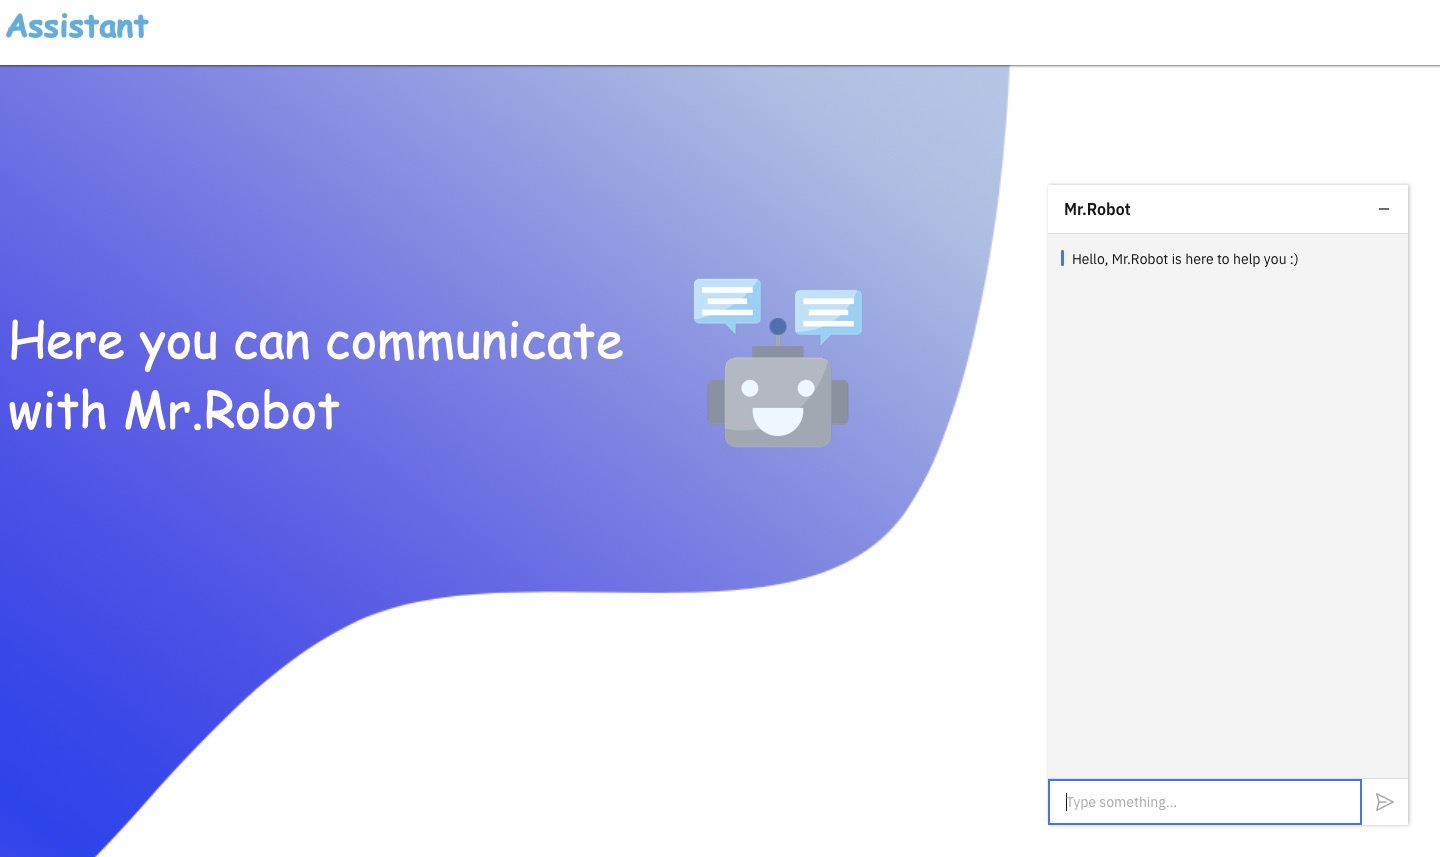 Assistant
Here you can communicate
with Mr.Robot
Mr.Robot
Hello, Mr.Robot is here to help you :)
Type something...